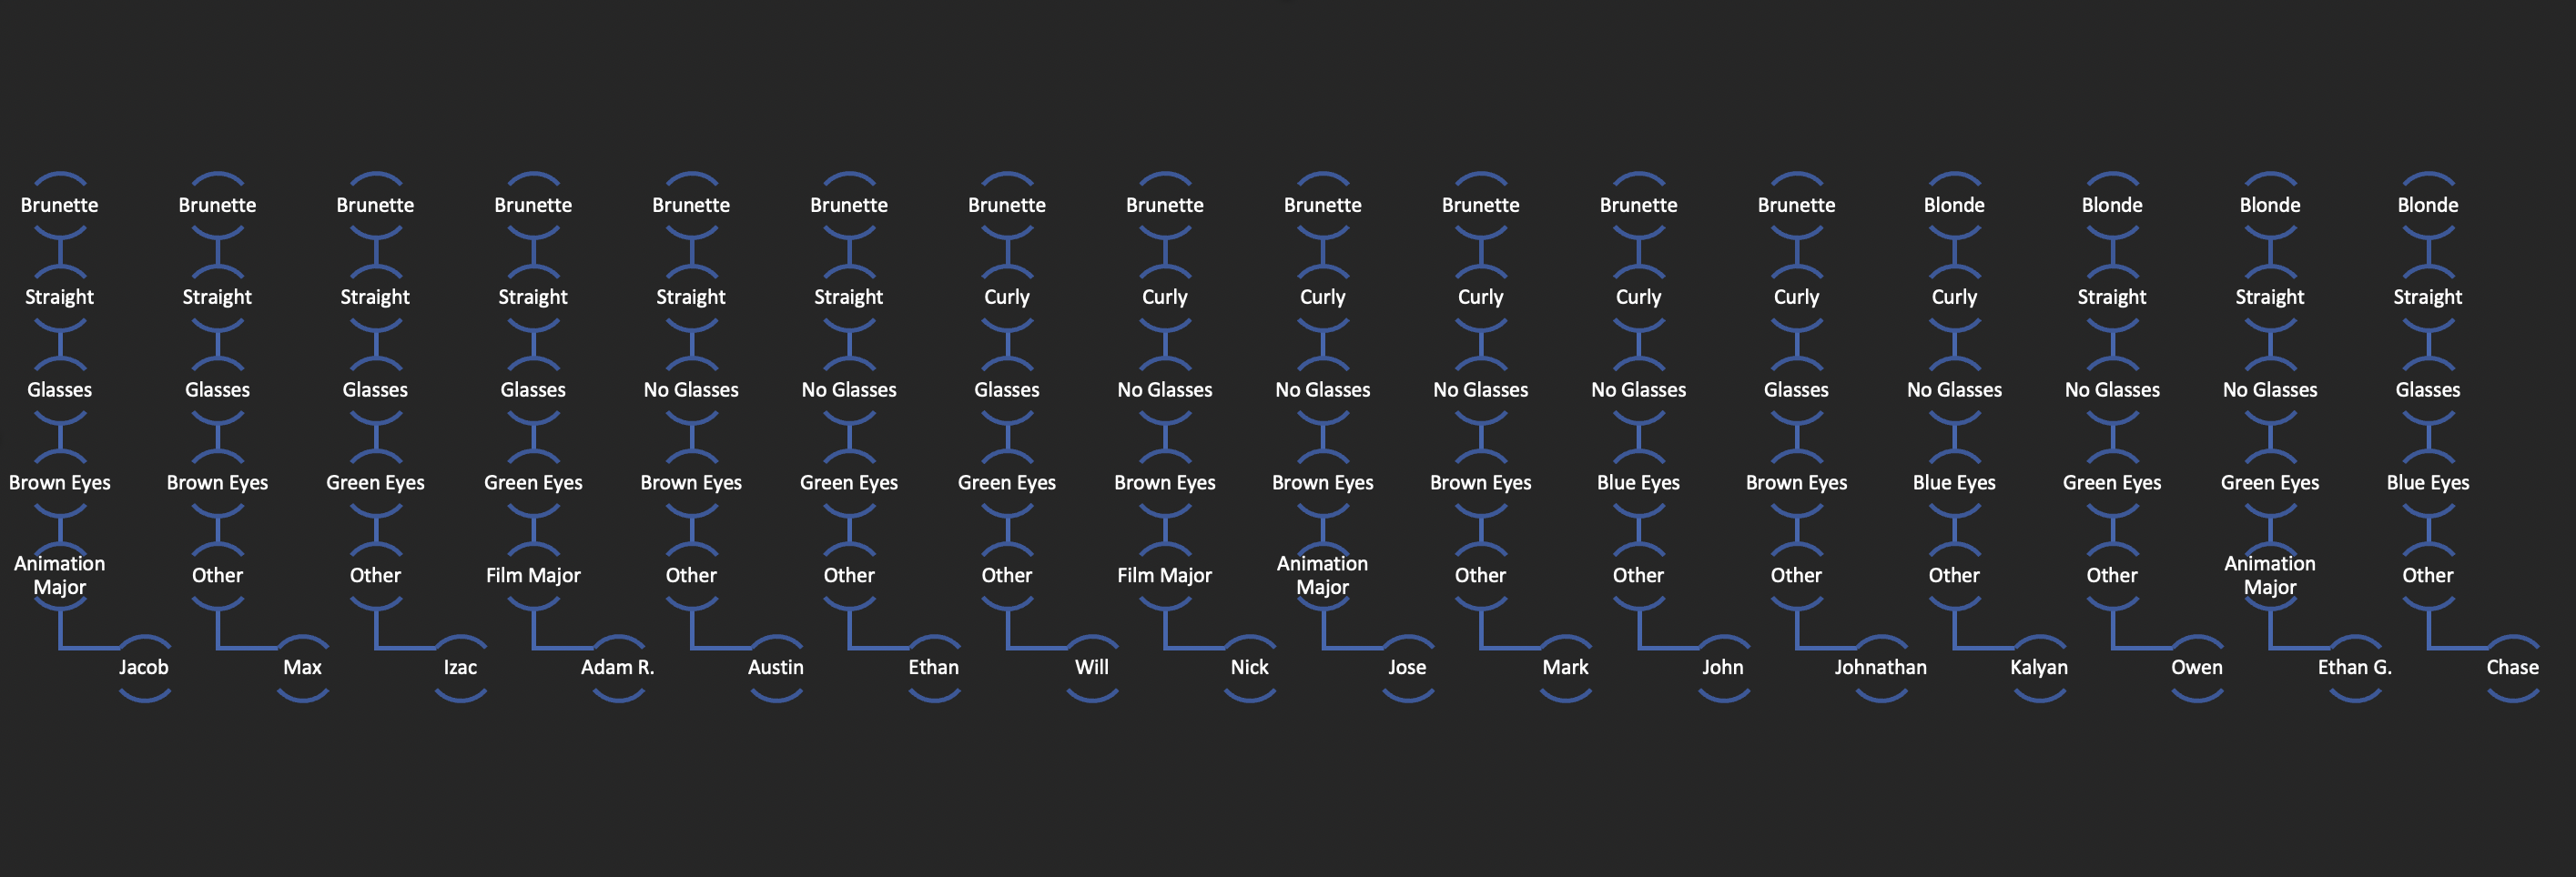 Brunette Brunette Brunette Brunette Brunette Brunette Brunette Brunette Brunette Brunette Brunette Brunette Blonde Blonde Blonde Blonde
Straight Straight Straight Straight Straight Straight Curly Curly Curly Curly Curly Curly Curly Straight Straight Straight
Glasses Glasses Glasses Glasses No Glasses No Glasses Glasses No Glasses No Glasses No Glasses No Glasses Glasses No Glasses No Glasses No Glasses Glasses
Brown Eyes Brown Eyes Green Eyes Green Eyes Brown Eyes Green Eyes Green Eyes Brown Eyes Brown Eyes Brown Eyes Blue Eyes Brown Eyes Blue Eyes Green Eyes Green Eyes Blue Eyes
Animation Major Other Other Film Major Other Other Other Film Major Animation Major Other Other Other Other Other Animation Major Other
Jacob Max Izac Adam R. Austin Ethan Will Nick Jose Mark John Johnathan Kalyan Owen Ethan G. Chase